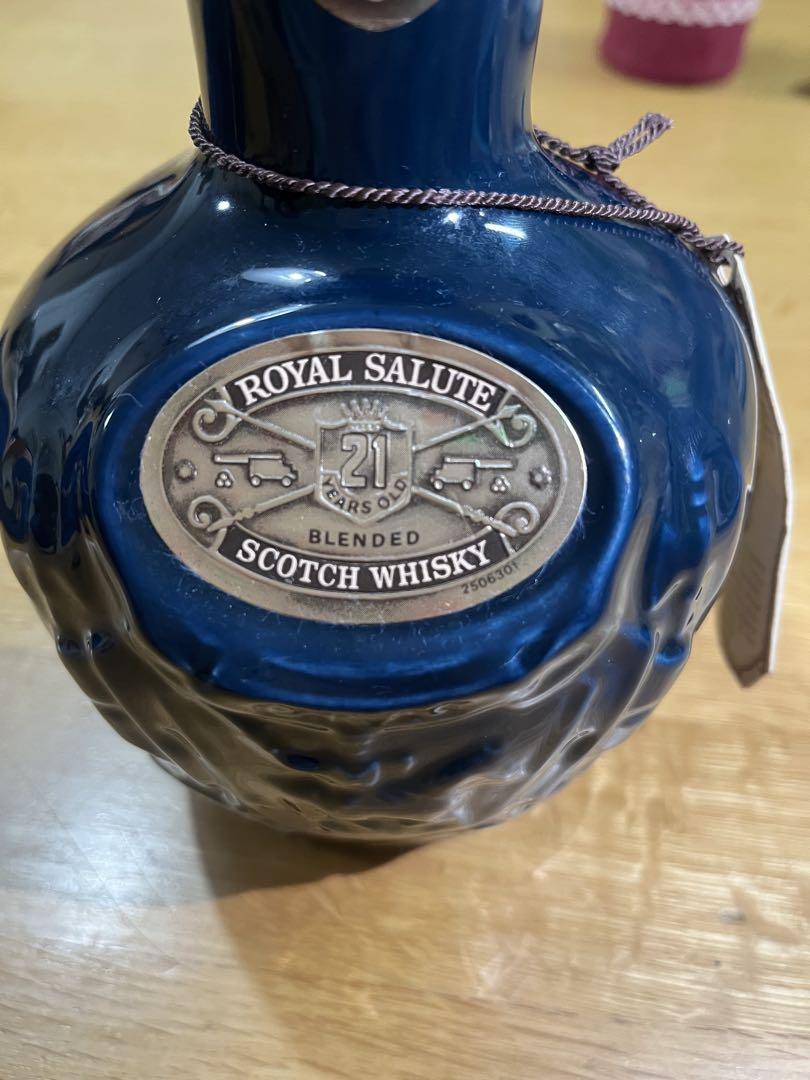 ROYAL SALUTE
21
YEARS OLD
BLENDED
SCOTCH WHISKY
2506301